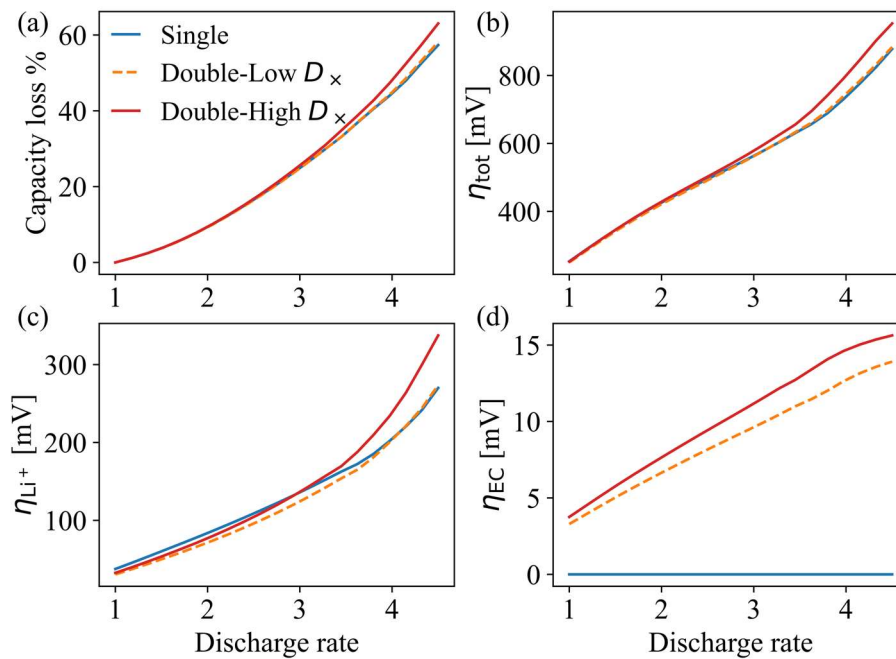 (a)
Capacity loss %
60
40
20
0
1 2 3 4
Single
Double-Low D×
Double-High D×
(b)
ηtot [mV]
800
600
400
1 2 3 4
(c)
ηLi+ [mV]
300
200
100
1 2 3 4
Discharge rate
(d)
ηEC [mV]
15
10
5
0
1 2 3 4
Discharge rate